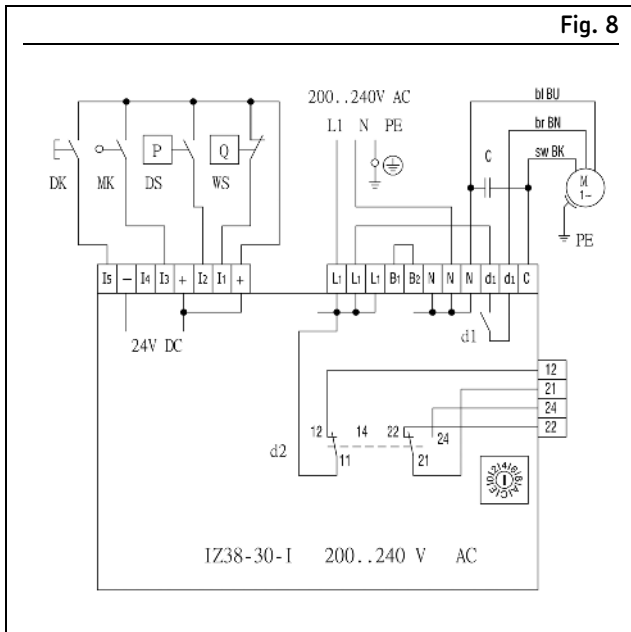 Fig. 8
200..240V AC
L1 N PE
bl BU
br BN
sw BK
C
M
1~
PE
P
Q
DK MK DS WS
I5 − I4 I3 + I2 I1 +
L1 L1 L1 B1 B2 N N N d1 d1 C
24V DC
d1
12
21
24
22
12 14 22 24
11 21
d2
I
IZ38-30-I 200..240 V AC